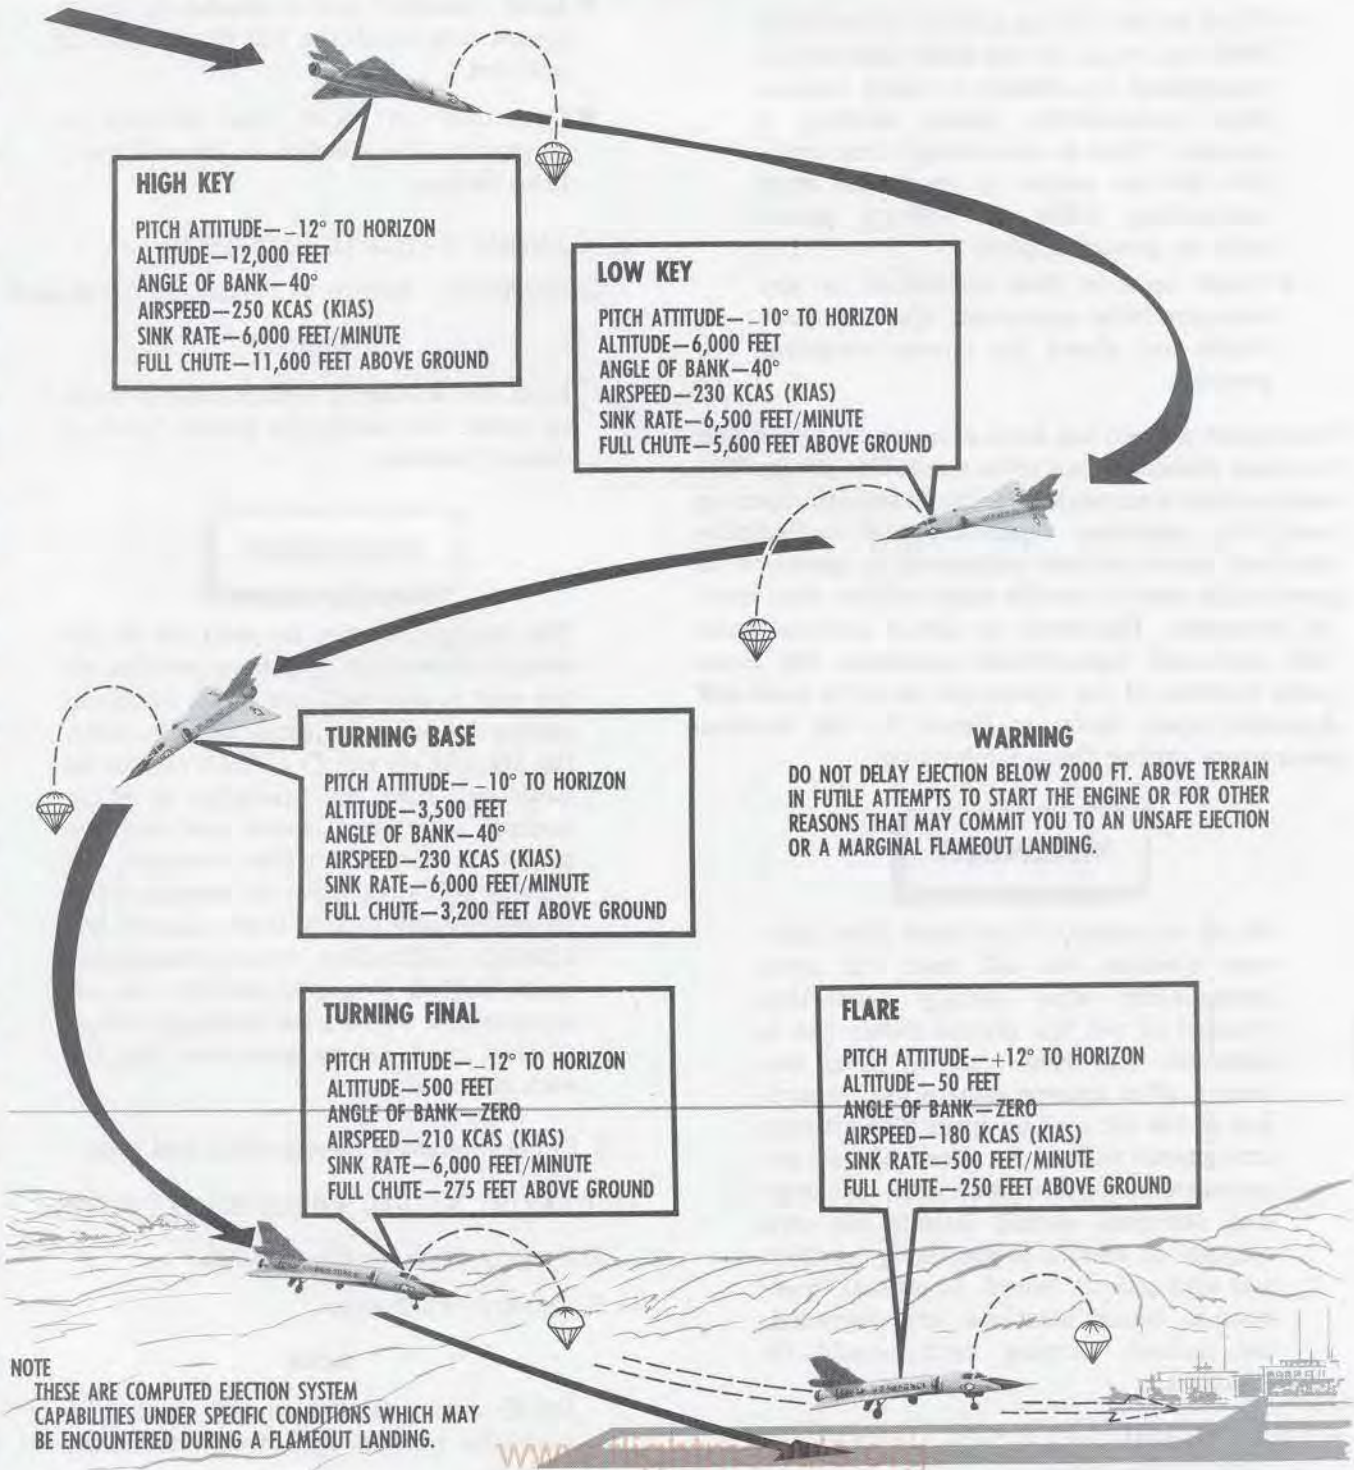 HIGH KEY
PITCH ATTITUDE—–12° TO HORIZON
ALTITUDE—12,000 FEET
ANGLE OF BANK—40°
AIRSPEED—250 KCAS (KIAS)
SINK RATE—6,000 FEET/MINUTE
FULL CHUTE—11,600 FEET ABOVE GROUND
LOW KEY
PITCH ATTITUDE—–10° TO HORIZON
ALTITUDE—6,000 FEET
ANGLE OF BANK—40°
AIRSPEED—230 KCAS (KIAS)
SINK RATE—6,500 FEET/MINUTE
FULL CHUTE—5,600 FEET ABOVE GROUND
TURNING BASE
PITCH ATTITUDE—–10° TO HORIZON
ALTITUDE—3,500 FEET
ANGLE OF BANK—40°
AIRSPEED—230 KCAS (KIAS)
SINK RATE—6,000 FEET/MINUTE
FULL CHUTE—3,200 FEET ABOVE GROUND
WARNING
DO NOT DELAY EJECTION BELOW 2000 FT. ABOVE TERRAIN
IN FUTILE ATTEMPTS TO START THE ENGINE OR FOR OTHER
REASONS THAT MAY COMMIT YOU TO AN UNSAFE EJECTION
OR A MARGINAL FLAMEOUT LANDING.
TURNING FINAL
PITCH ATTITUDE—–12° TO HORIZON
ALTITUDE—500 FEET
ANGLE OF BANK—ZERO
AIRSPEED—210 KCAS (KIAS)
SINK RATE—6,000 FEET/MINUTE
FULL CHUTE—275 FEET ABOVE GROUND
FLARE
PITCH ATTITUDE—+12° TO HORIZON
ALTITUDE—50 FEET
ANGLE OF BANK—ZERO
AIRSPEED—180 KCAS (KIAS)
SINK RATE—500 FEET/MINUTE
FULL CHUTE—250 FEET ABOVE GROUND
NOTE
THESE ARE COMPUTED EJECTION SYSTEM
CAPABILITIES UNDER SPECIFIC CONDITIONS WHICH MAY
BE ENCOUNTERED DURING A FLAMEOUT LANDING.